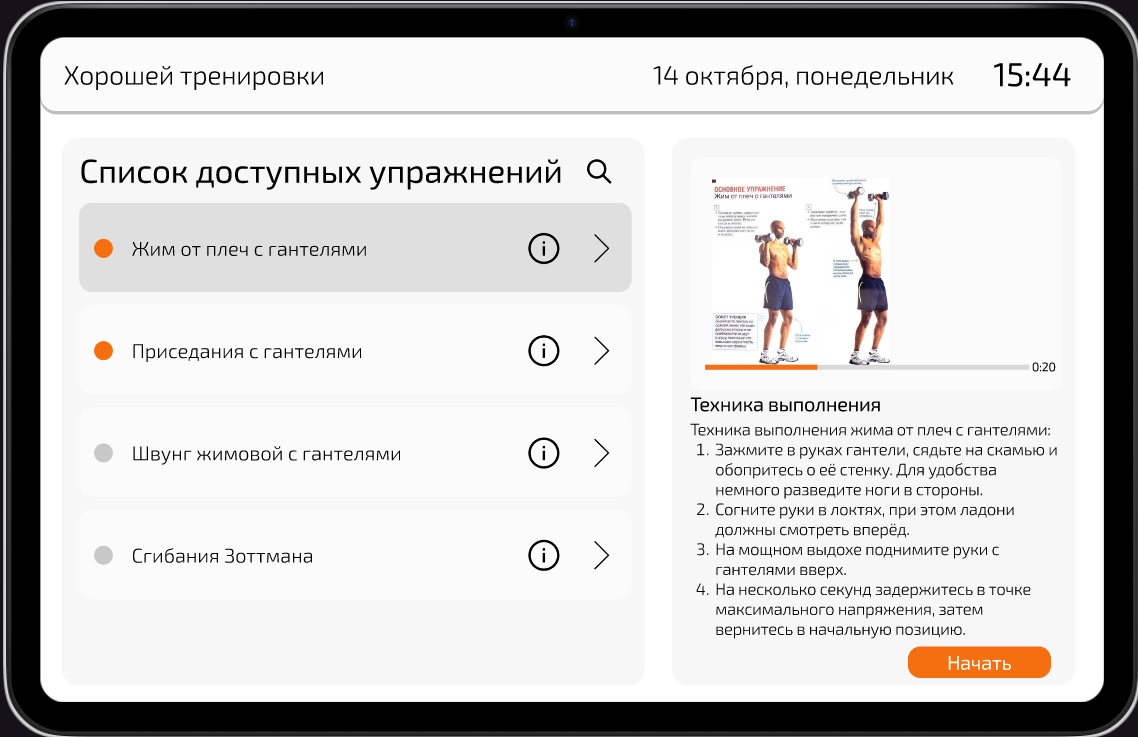 Хорошей тренировки
14 октября, понедельник
15:44
Список доступных упражнений
Жим от плеч с гантелями
Приседания с гантелями
Швунг жимовой с гантелями
Сгибания Зоттмана
ОСНОВНОЕ УПРАЖНЕНИЕ
Жим от плеч с гантелями
0:20
Техника выполнения
Техника выполнения жима от плеч с гантелями:
1. Зажмите в руках гантели, сядьте на скамью и
обопритесь о её стенку. Для удобства
немного разведите ноги в стороны.
2. Согните руки в локтях, при этом ладони
должны смотреть вперёд.
3. На мощном выдохе поднимите руки с
гантелями вверх.
4. На несколько секунд задержитесь в точке
максимального напряжения, затем
вернитесь в начальную позицию.
Начать